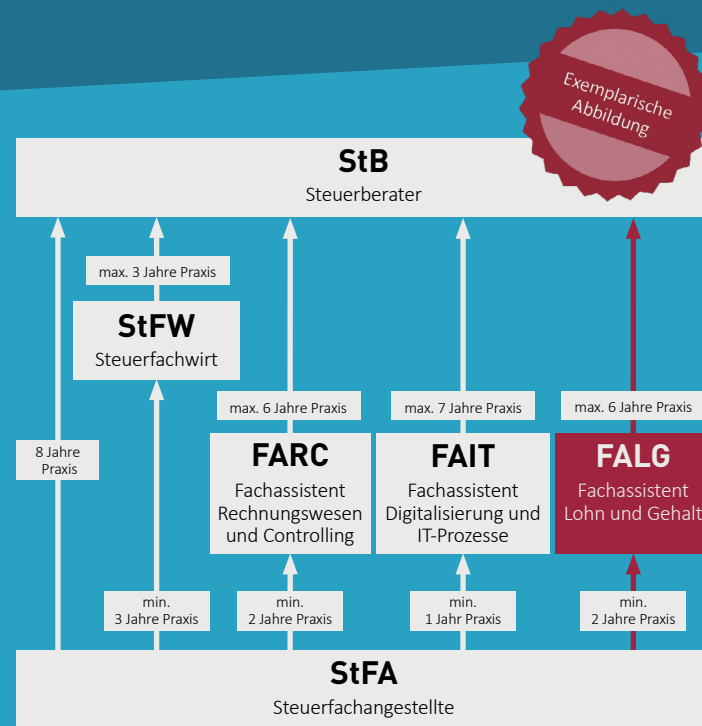 Exemplarische
Abbildung
StB
Steuerberater
max. 3 Jahre Praxis
StFW
Steuerfachwirt
max. 6 Jahre Praxis
max. 7 Jahre Praxis
max. 6 Jahre Praxis
8 Jahre
Praxis
FARC
Fachassistent
Rechnungswesen
und Controlling
FAIT
Fachassistent
Digitalisierung und
IT-Prozesse
FALG
Fachassistent
Lohn und Gehalt
min.
3 Jahre Praxis
min.
2 Jahre Praxis
min.
1 Jahr Praxis
min.
2 Jahre Praxis
StFA
Steuerfachangestellte